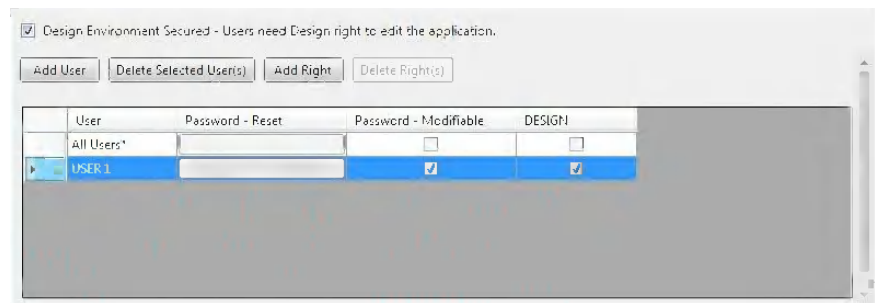 Design Environment Secured - Users need Design right to edit the application.
Add User Delete Selected User(s) Add Right Delete Right(s)
User Password - Reset Password - Modifiable DESIGN
All Users*
USER 1